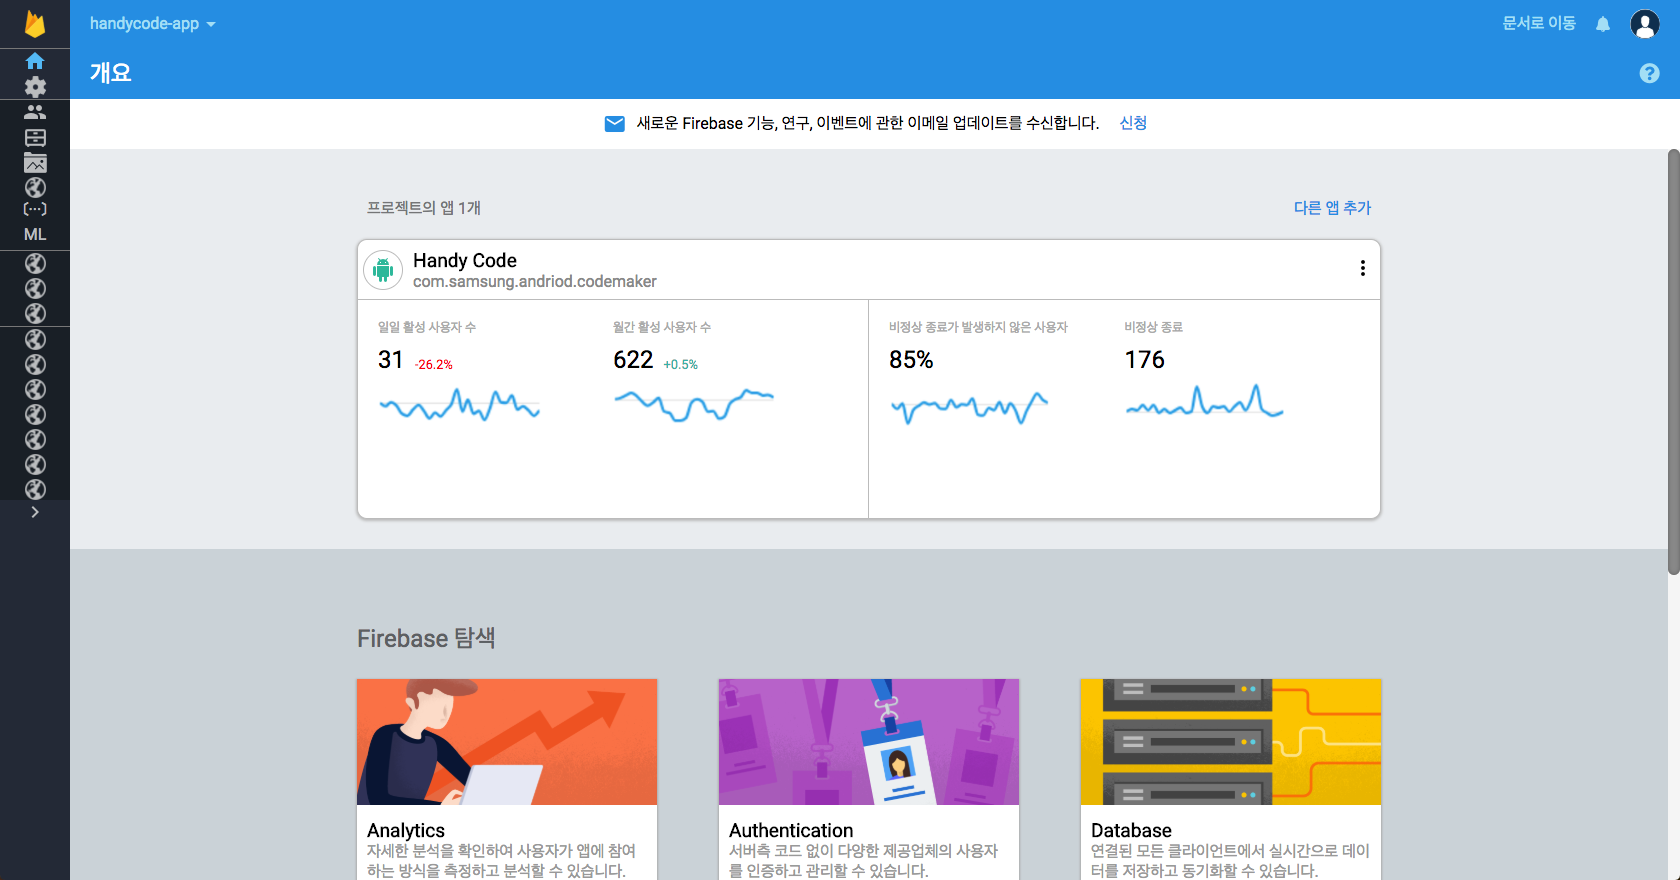 handycode-app
문서로 이동
개요
새로운 Firebase 기능, 연구, 이벤트에 관한 이메일 업데이트를 수신합니다. 신청
프로젝트의 앱 1개
다른 앱 추가
Handy Code
com.samsung.andriod.codemaker
일일 활성 사용자 수
31 -26.2%
월간 활성 사용자 수
622 +0.5%
비정상 종료가 발생하지 않은 사용자
85%
비정상 종료
176
ML
Firebase 탐색
Analytics
자세한 분석을 확인하여 사용자가 앱에 참여
하는 방식을 측정하고 분석할 수 있습니다.
Authentication
서버측 코드 없이 다양한 제공업체의 사용자
를 인증하고 관리할 수 있습니다.
Database
연결된 모든 클라이언트에서 실시간으로 데이
터를 저장하고 동기화할 수 있습니다.